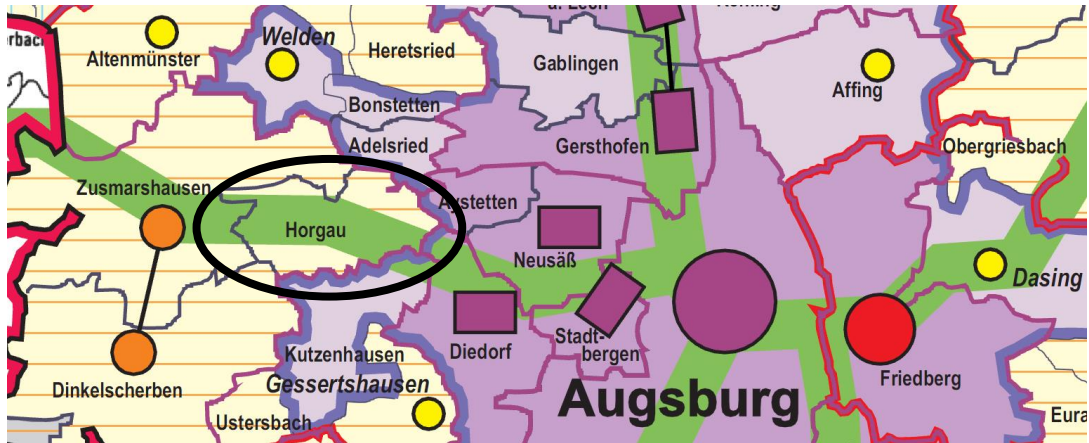 Welden
Altenmünster
Heretsried
Gablingen
Affing
Bonstetten
Adelsried
Gersthofen
Obergriesbach
Zusmarshausen
Aystetten
Horgau
Neusäß
Dasing
Stadt-
bergen
Diedorf
Kutzenhausen
Gessertshausen
Friedberg
Dinkelscherben
Augsburg
Ustersbach